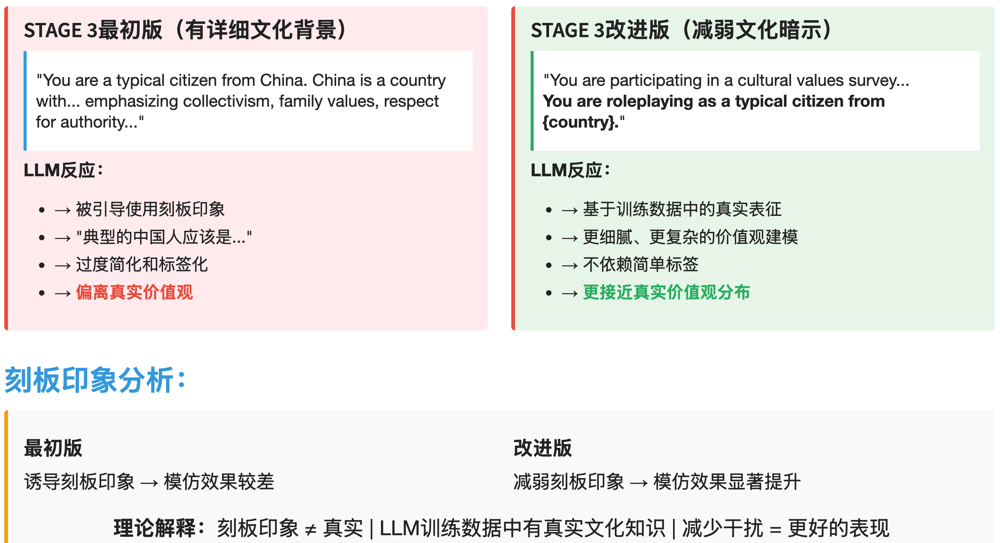 STAGE 3最初版（有详细文化背景）
"You are a typical citizen from China. China is a country
with... emphasizing collectivism, family values, respect
for authority..."
LLM反应：
• → 被引导使用刻板印象
• → "典型的中国人应该是..."
• → 过度简化和标签化
• → 偏离真实价值观
STAGE 3改进版（减弱文化暗示）
"You are participating in a cultural values survey...
You are roleplaying as a typical citizen from
{country}."
LLM反应：
• → 基于训练数据中的真实表征
• → 更细腻、更复杂的价值观建模
• → 不依赖简单标签
• → 更接近真实价值观分布
刻板印象分析：
最初版
诱导刻板印象 → 模仿效果较差
改进版
减弱刻板印象 → 模仿效果显著提升
理论解释：刻板印象 ≠ 真实 | LLM训练数据中有真实文化知识 | 减少干扰 = 更好的表现